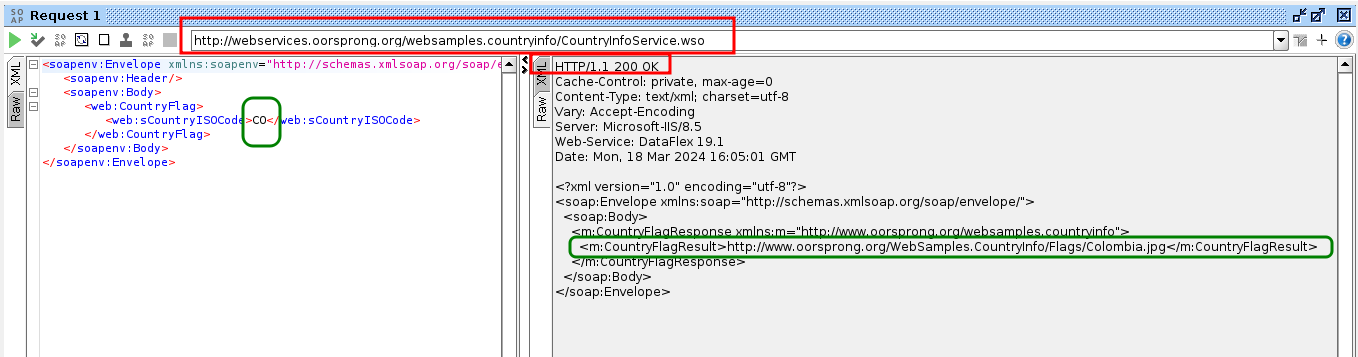 SO AP Request 1
SO AP SO AP
http://webservices.oorsprong.org/websamples.countryinfo/CountryInfoService.wso
XML
Raw
<soapenv:Envelope xmlns:soapenv="http://schemas.xmlsoap.org/soap/e
<soapenv:Header/>
<soapenv:Body>
<web:CountryFlag>
<web:sCountryISOCode>CO</web:sCountryISOCode>
</web:CountryFlag>
</soapenv:Body>
</soapenv:Envelope>
XML
Raw
HTTP/1.1 200 OK
Cache-Control: private, max-age=0
Content-Type: text/xml; charset=utf-8
Vary: Accept-Encoding
Server: Microsoft-IIS/8.5
Web-Service: DataFlex 19.1
Date: Mon, 18 Mar 2024 16:05:01 GMT
<?xml version="1.0" encoding="utf-8"?>
<soap:Envelope xmlns:soap="http://schemas.xmlsoap.org/soap/envelope/">
<soap:Body>
<m:CountryFlagResponse xmlns:m="http://www.oorsprong.org/websamples.countryinfo">
<m:CountryFlagResult>http://www.oorsprong.org/WebSamples.CountryInfo/Flags/Colombia.jpg</m:CountryFlagResult>
</m:CountryFlagResponse>
</soap:Body>
</soap:Envelope>